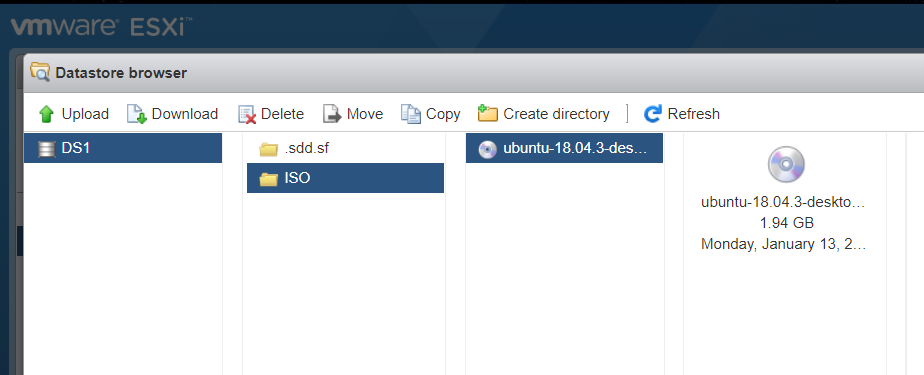 vmware ESXi™
Datastore browser
Upload Download Delete Move Copy Create directory Refresh
DS1 .sdd.sf ubuntu-18.04.3-des...
ISO
ubuntu-18.04.3-deskto...
1.94 GB
Monday, January 13, 2...